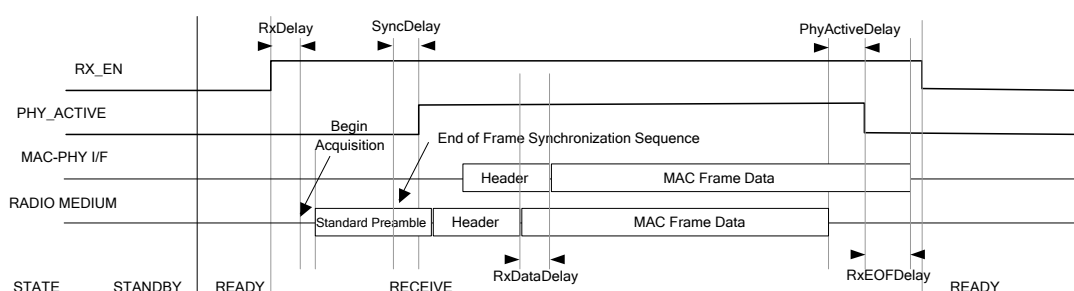 RxDelay SyncDelay PhyActiveDelay
RX_EN
PHY_ACTIVE
Begin
Acquisition
End of Frame Synchronization Sequence
MAC-PHY I/F
Header MAC Frame Data
RADIO MEDIUM
Standard Preamble Header MAC Frame Data
RxDataDelay RxEOFDelay
STATE STANDBY READY RECEIVE READY